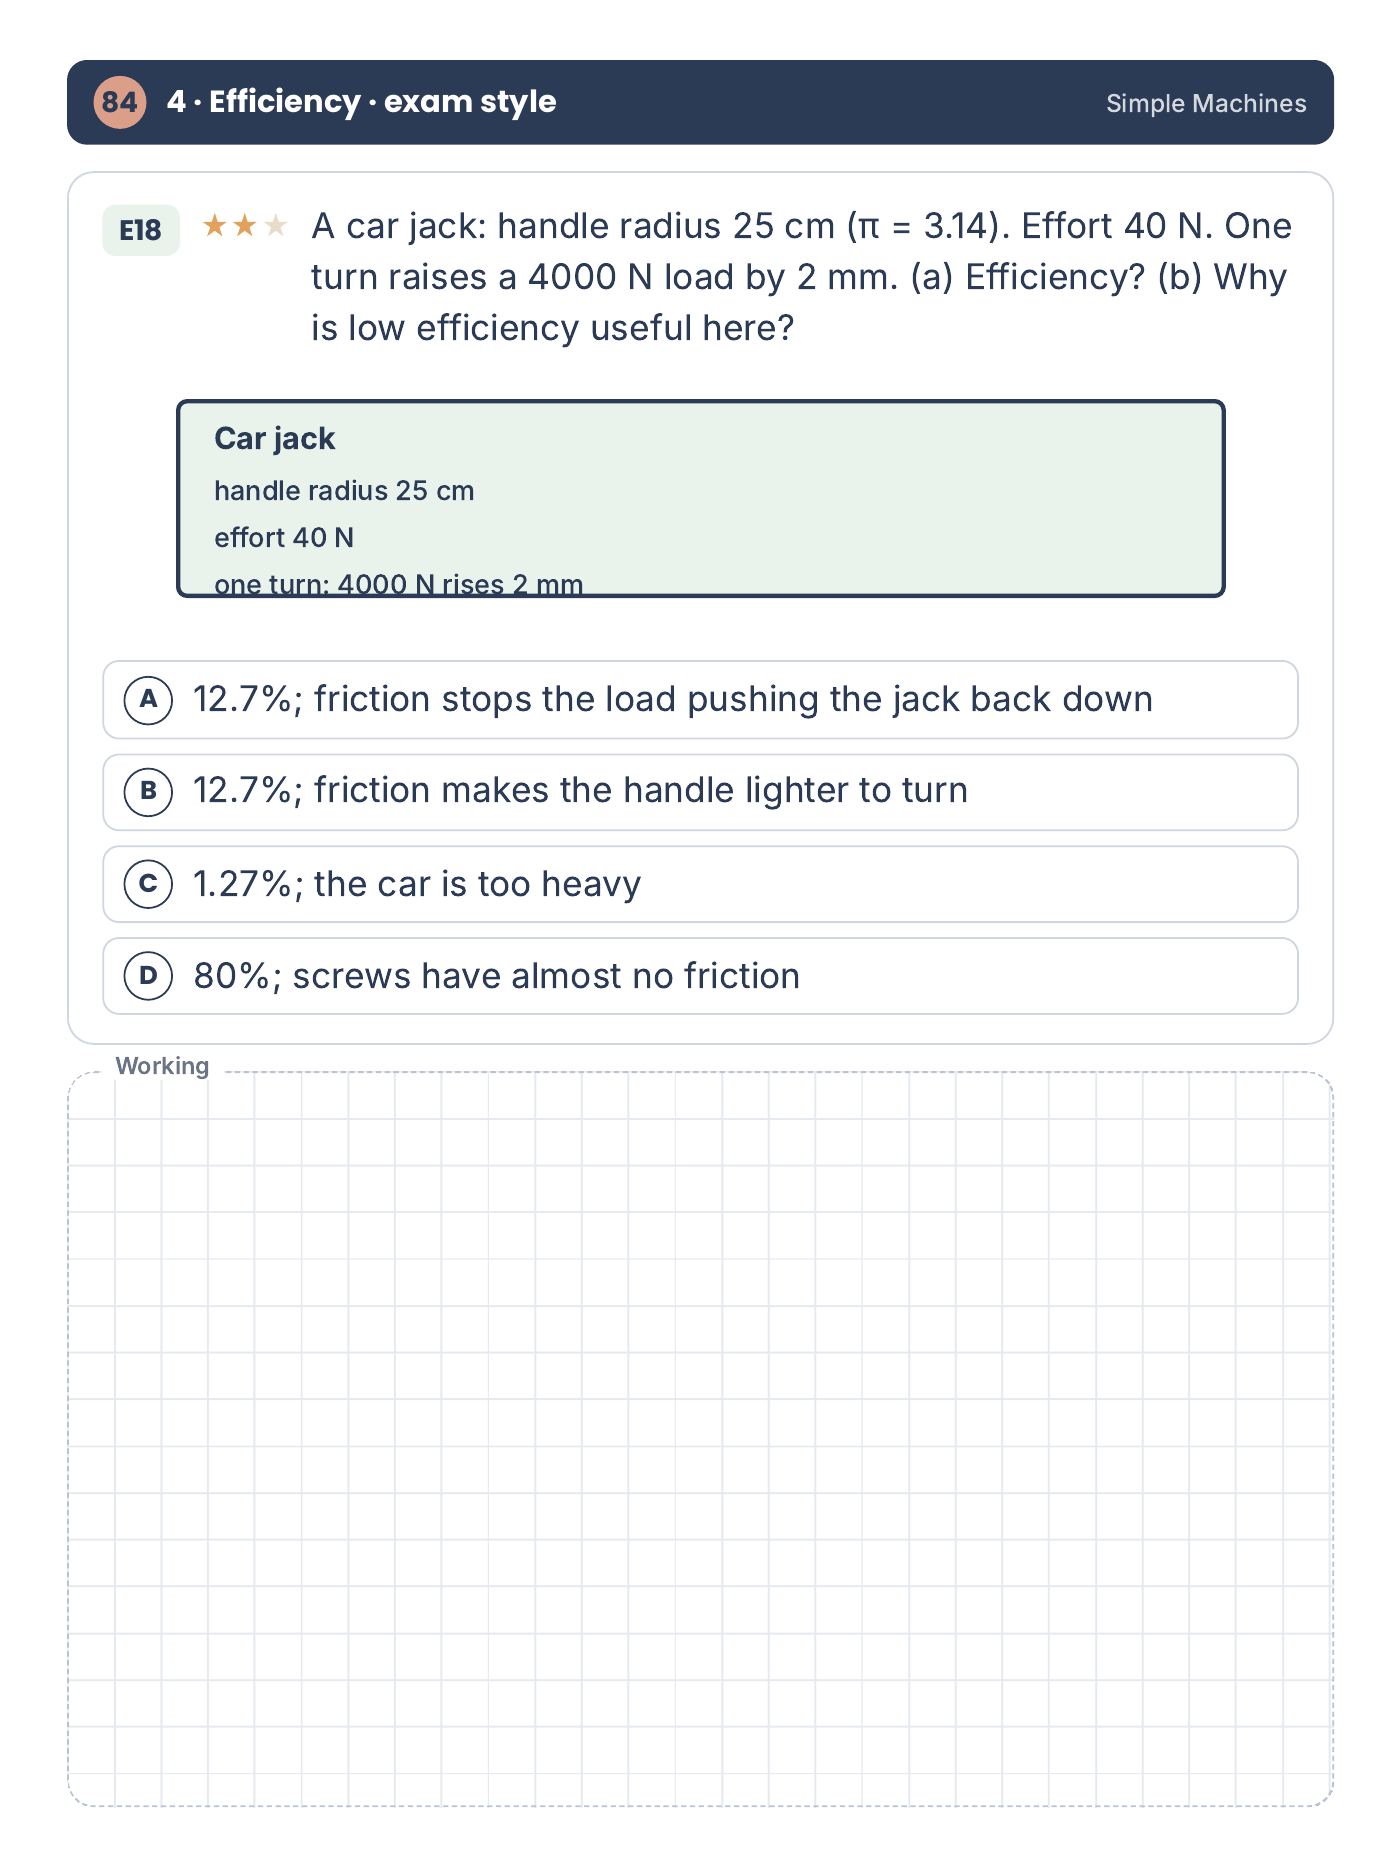 84 4 · Efficiency · exam style Simple Machines
E18 ★★★ A car jack: handle radius 25 cm (π = 3.14). Effort 40 N. One
turn raises a 4000 N load by 2 mm. (a) Efficiency? (b) Why
is low efficiency useful here?
Car jack
handle radius 25 cm
effort 40 N
one turn: 4000 N rises 2 mm
A 12.7%; friction stops the load pushing the jack back down
B 12.7%; friction makes the handle lighter to turn
C 1.27%; the car is too heavy
D 80%; screws have almost no friction
Working